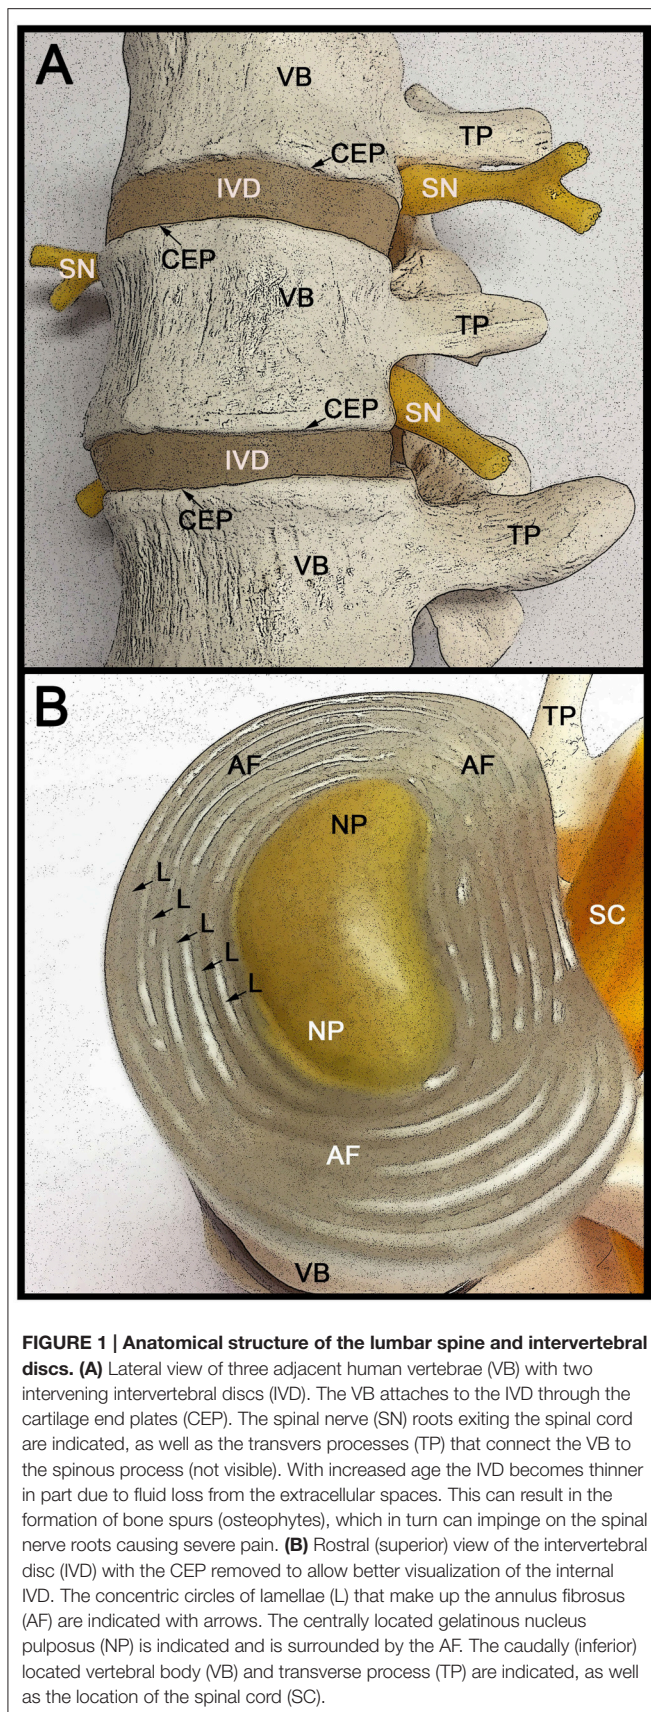 A
VB
TP
CEP
IVD
SN
SN
CEP
VB
TP
CEP
SN
IVD
CEP
TP
VB
B
TP
AF
AF
NP
L
L
SC
L
L
L
NP
AF
VB
FIGURE 1 | Anatomical structure of the lumbar spine and intervertebral
discs. (A) Lateral view of three adjacent human vertebrae (VB) with two
intervening intervertebral discs (IVD). The VB attaches to the IVD through the
cartilage end plates (CEP). The spinal nerve (SN) roots exiting the spinal cord
are indicated, as well as the transvers processes (TP) that connect the VB to
the spinous process (not visible). With increased age the IVD becomes thinner
in part due to fluid loss from the extracellular spaces. This can result in the
formation of bone spurs (osteophytes), which in turn can impinge on the spinal
nerve roots causing severe pain. (B) Rostral (superior) view of the intervertebral
disc (IVD) with the CEP removed to allow better visualization of the internal
IVD. The concentric circles of lamellae (L) that make up the annulus fibrosus
(AF) are indicated with arrows. The centrally located gelatinous nucleus
pulposus (NP) is indicated and is surrounded by the AF. The caudally (inferior)
located vertebral body (VB) and transverse process (TP) are indicated, as well
as the location of the spinal cord (SC).